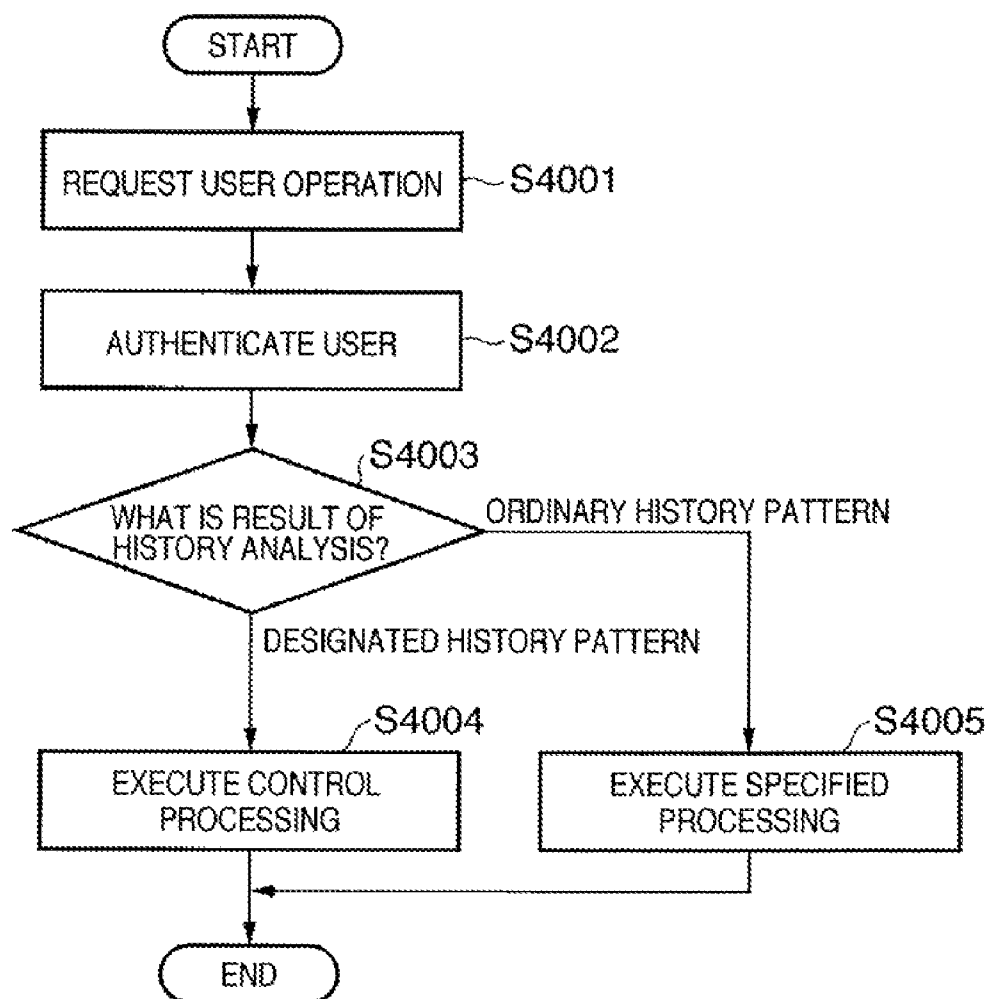 START
REQUEST USER OPERATION
S4001
AUTHENTICATE USER
S4002
S4003
WHAT IS RESULT OF
HISTORY ANALYSIS?
ORDINARY HISTORY PATTERN
DESIGNATED HISTORY PATTERN
S4004
EXECUTE CONTROL
PROCESSING
S4005
EXECUTE SPECIFIED
PROCESSING
END